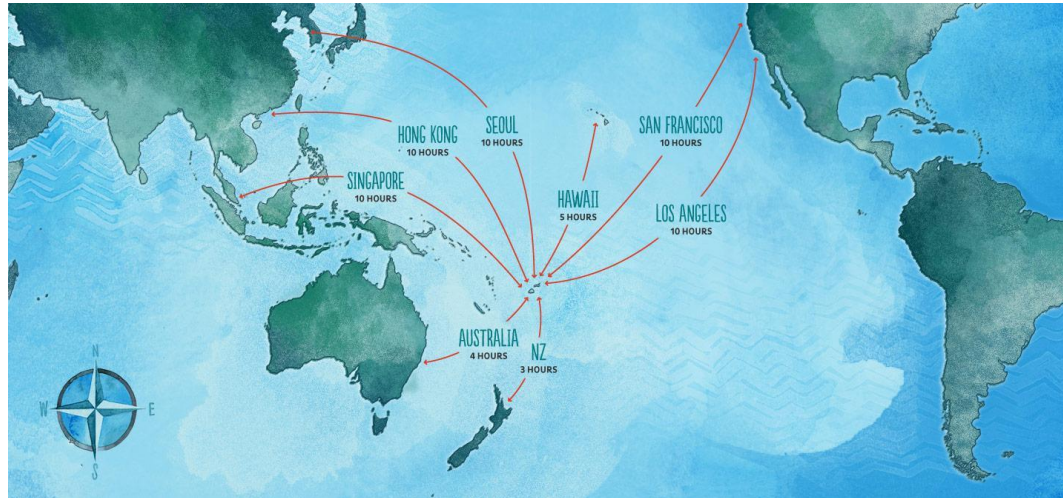 HONG KONG
10 HOURS
SEOUL
10 HOURS
SAN FRANCISCO
10 HOURS
SINGAPORE
10 HOURS
HAWAII
5 HOURS
LOS ANGELES
10 HOURS
AUSTRALIA
4 HOURS
NZ
3 HOURS
N
W
E
S